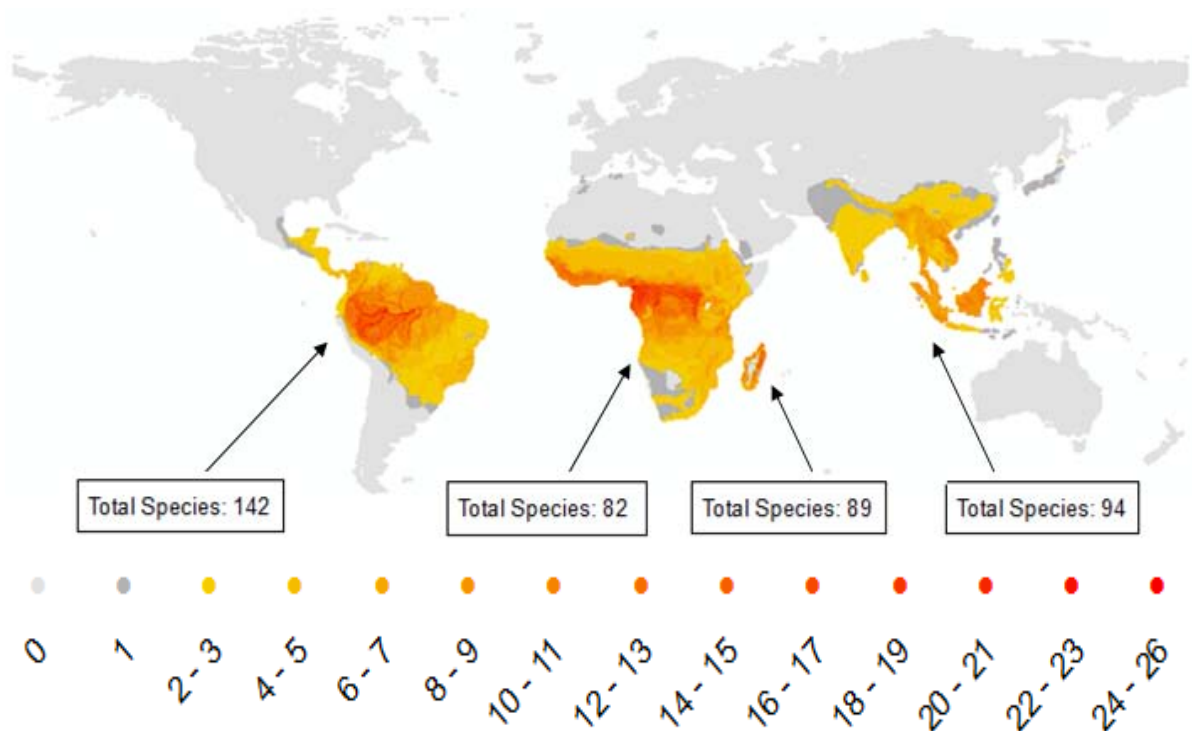 Total Species: 142
Total Species: 82
Total Species: 89
Total Species: 94
0
1
2 - 3
4 - 5
6 - 7
8 - 9
10 - 11
12 - 13
14 - 15
16 - 17
18 - 19
20 - 21
22 - 23
24 - 26